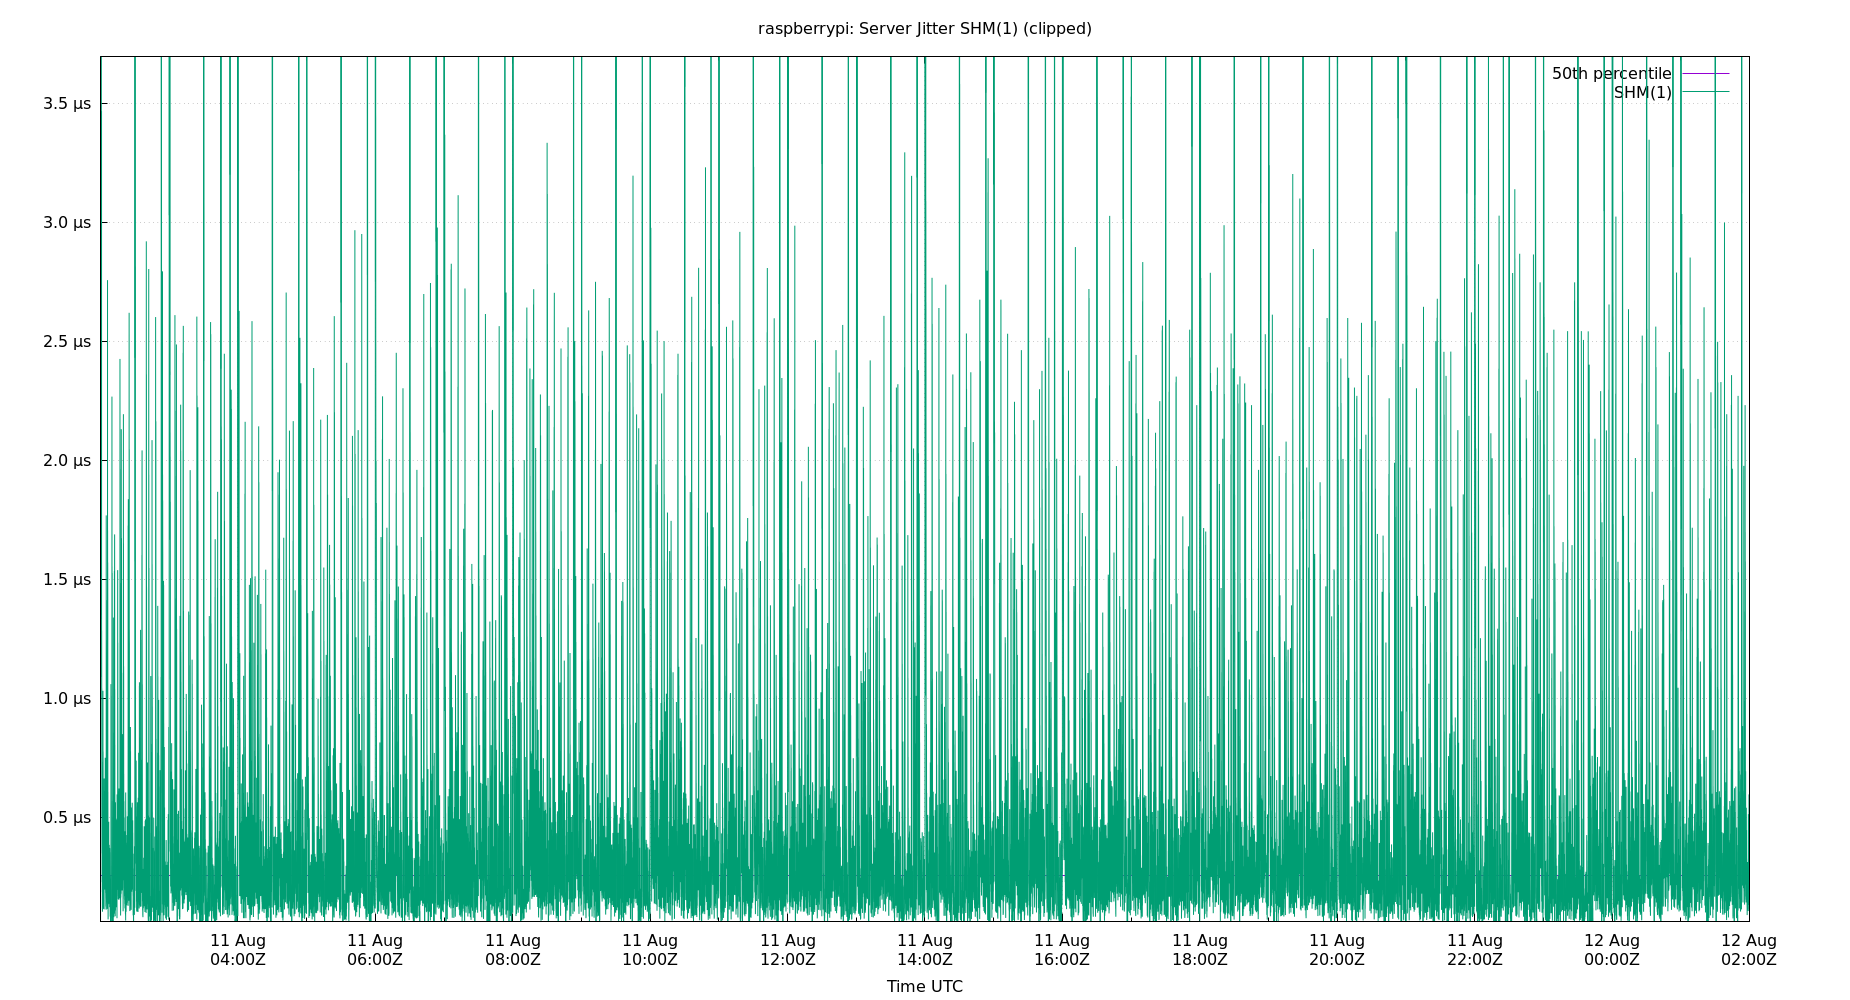 raspberrypi: Server Jitter SHM(1) (clipped)
50th percentile
SHM(1)
3.5 µs
3.0 µs
2.5 µs
2.0 µs
1.5 µs
1.0 µs
0.5 µs
11 Aug 11 Aug 11 Aug 11 Aug 11 Aug 11 Aug 11 Aug 11 Aug 11 Aug 11 Aug 12 Aug 12 Aug
04:00Z 06:00Z 08:00Z 10:00Z 12:00Z 14:00Z 16:00Z 18:00Z 20:00Z 22:00Z 00:00Z 02:00Z
Time UTC